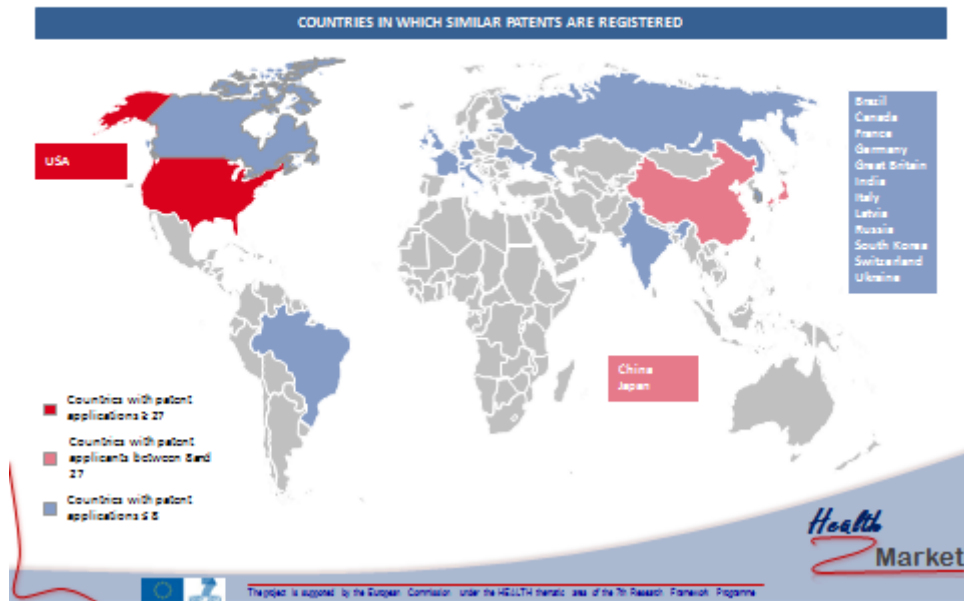 COUNTRIES IN WHICH SIMILAR PATENTS ARE REGISTERED
USA
Brazil
Canada
France
Germany
Great Britain
India
Italy
Latvia
Russia
South Korea
Switzerland
Ukraine
China
Japan
Countries with patent
applications ≥ 27
Countries with patent
applicants between 8and
27
Countries with patent
applications ≤ 8
Health
2
Market
The project is supported by the European Commission under the HEALTH thematic area of the 7th Research Framework Programme